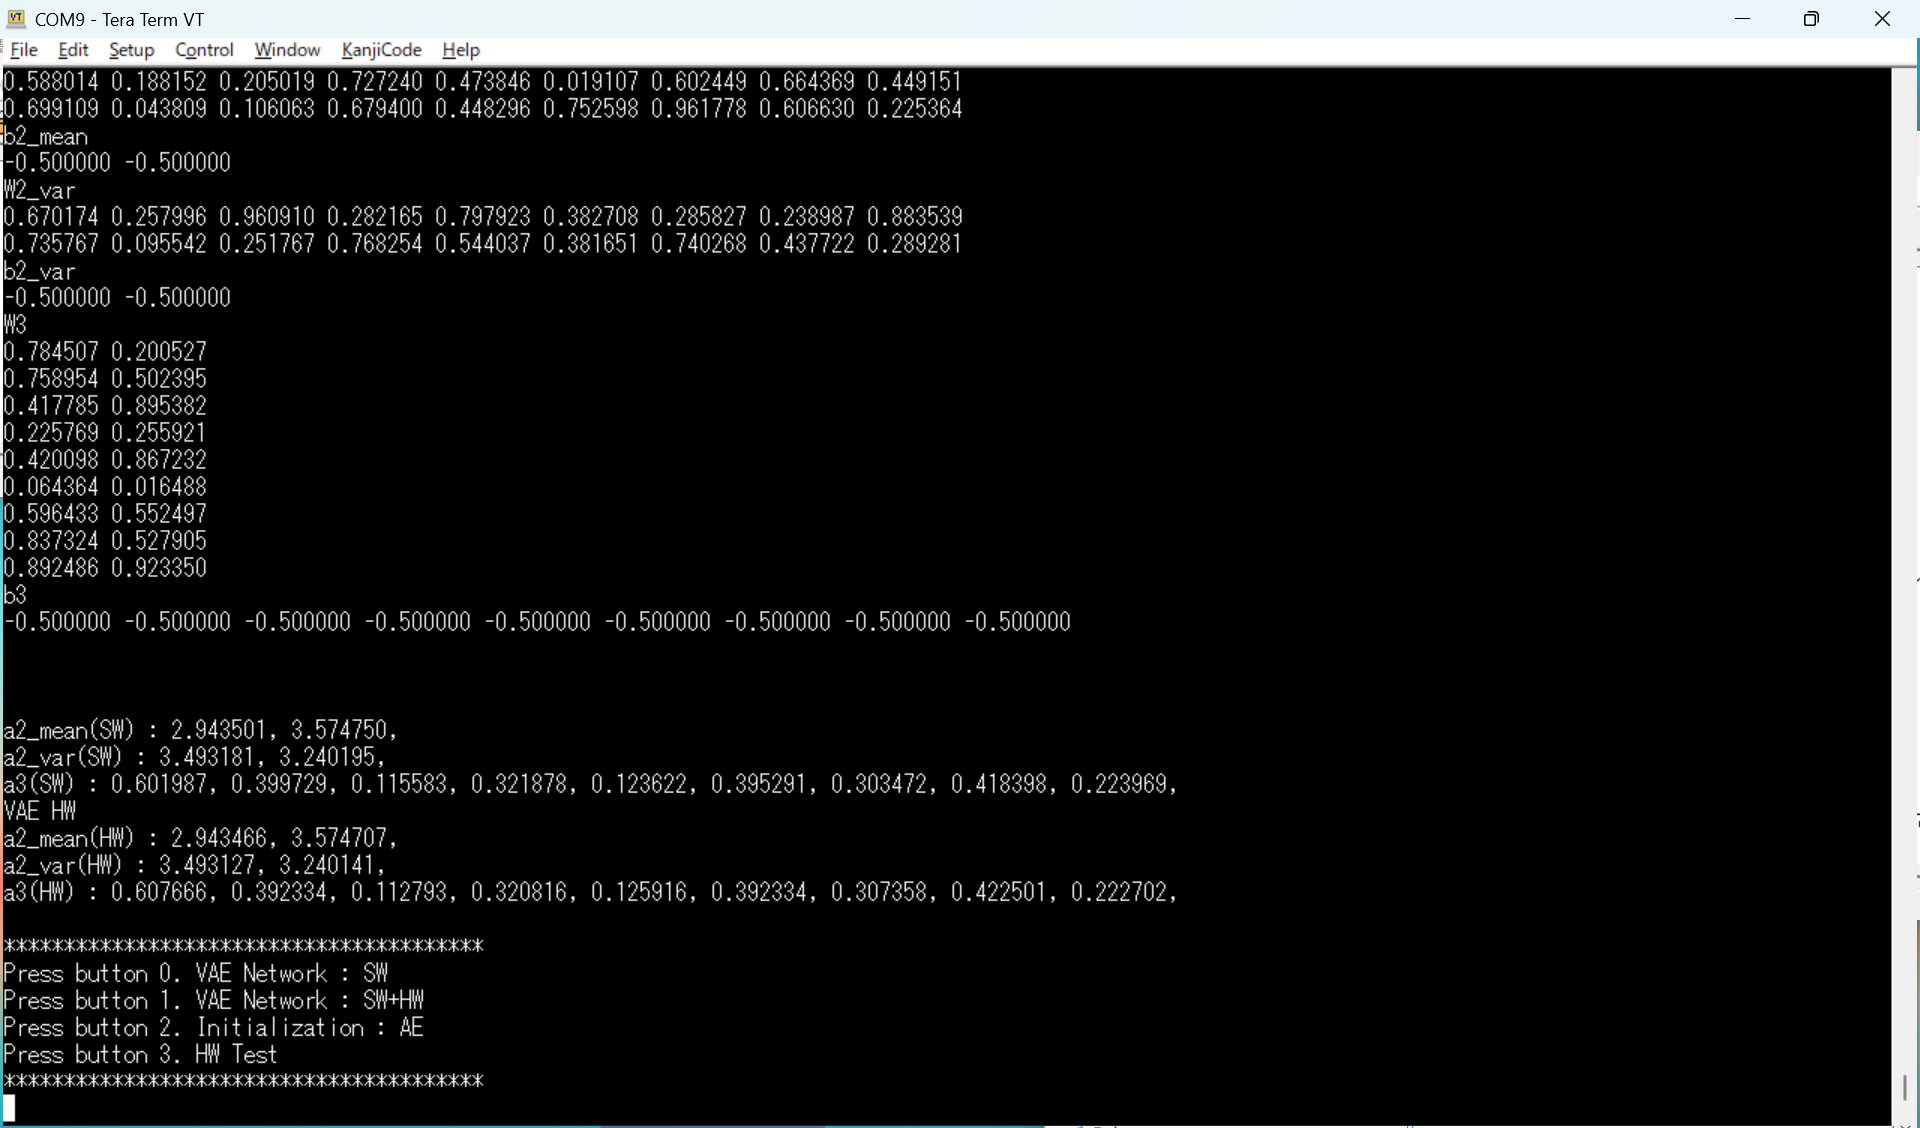 COM9 - Tera Term VT
File Edit Setup Control Window KanjiCode Help
0.588014 0.188152 0.205019 0.727240 0.473846 0.019107 0.602449 0.664369 0.449151
0.699109 0.043809 0.106063 0.679400 0.448296 0.752598 0.961778 0.606630 0.225364
b2_mean
-0.500000 -0.500000
W2_var
0.670174 0.257996 0.960910 0.282165 0.797923 0.382708 0.285827 0.238987 0.883539
0.735767 0.095542 0.251767 0.768254 0.544037 0.381651 0.740268 0.437722 0.289281
b2_var
-0.500000 -0.500000
W3
0.784507 0.200527
0.758954 0.502395
0.417785 0.895382
0.225769 0.255921
0.420098 0.867232
0.064364 0.016488
0.596433 0.552497
0.837324 0.527905
0.892486 0.923350
b3
-0.500000 -0.500000 -0.500000 -0.500000 -0.500000 -0.500000 -0.500000 -0.500000 -0.500000
a2_mean(SW) : 2.943501, 3.574750,
a2_var(SW) : 3.493181, 3.240195,
a3(SW) : 0.601987, 0.399729, 0.115583, 0.321878, 0.123622, 0.395291, 0.303472, 0.418398, 0.223969,
VAE HW
a2_mean(HW) : 2.943466, 3.574707,
a2_var(HW) : 3.493127, 3.240141,
a3(HW) : 0.607666, 0.392334, 0.112793, 0.320816, 0.125916, 0.392334, 0.307358, 0.422501, 0.222702,
****************************************
Press button 0. VAE Network : SW
Press button 1. VAE Network : SW+HW
Press button 2. Initialization : AE
Press button 3. HW Test
****************************************